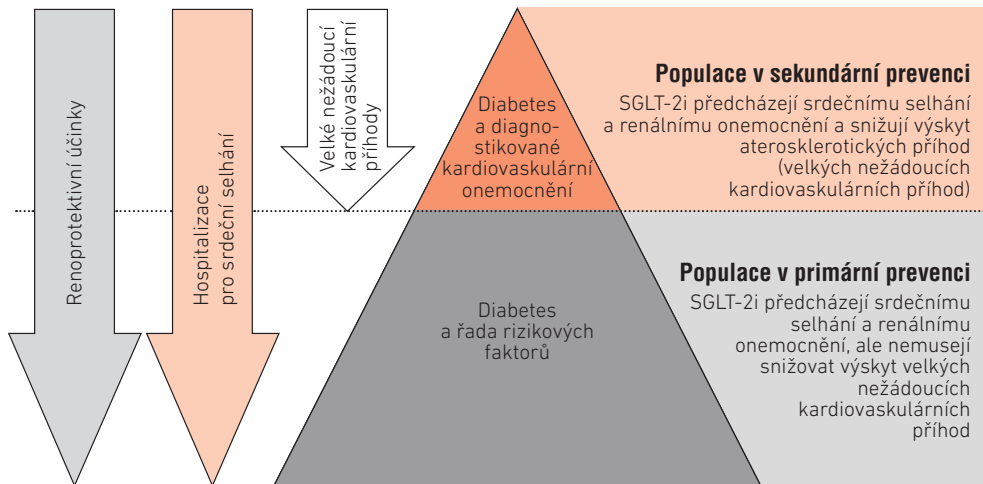 Renoprotektivní účinky
Hospitalizace
pro srdeční selhání
Velké nežádoucí
kardiovaskulární
příhody
Diabetes
a diagno-
stikované
kardiovaskulární
onemocnění
Populace v sekundární prevenci
SGLT-2i předcházejí srdečnímu selhání
a renálnímu onemocnění a snižují výskyt
aterosklerotických příhod
(velkých nežádoucích
kardiovaskulárních příhod)
Diabetes
a řada rizikových
faktorů
Populace v primární prevenci
SGLT-2i předcházejí srdečnímu
selhání a renálnímu
onemocnění, ale nemusejí
snižovat výskyt velkých
nežádoucích
kardiovaskulárních
příhod